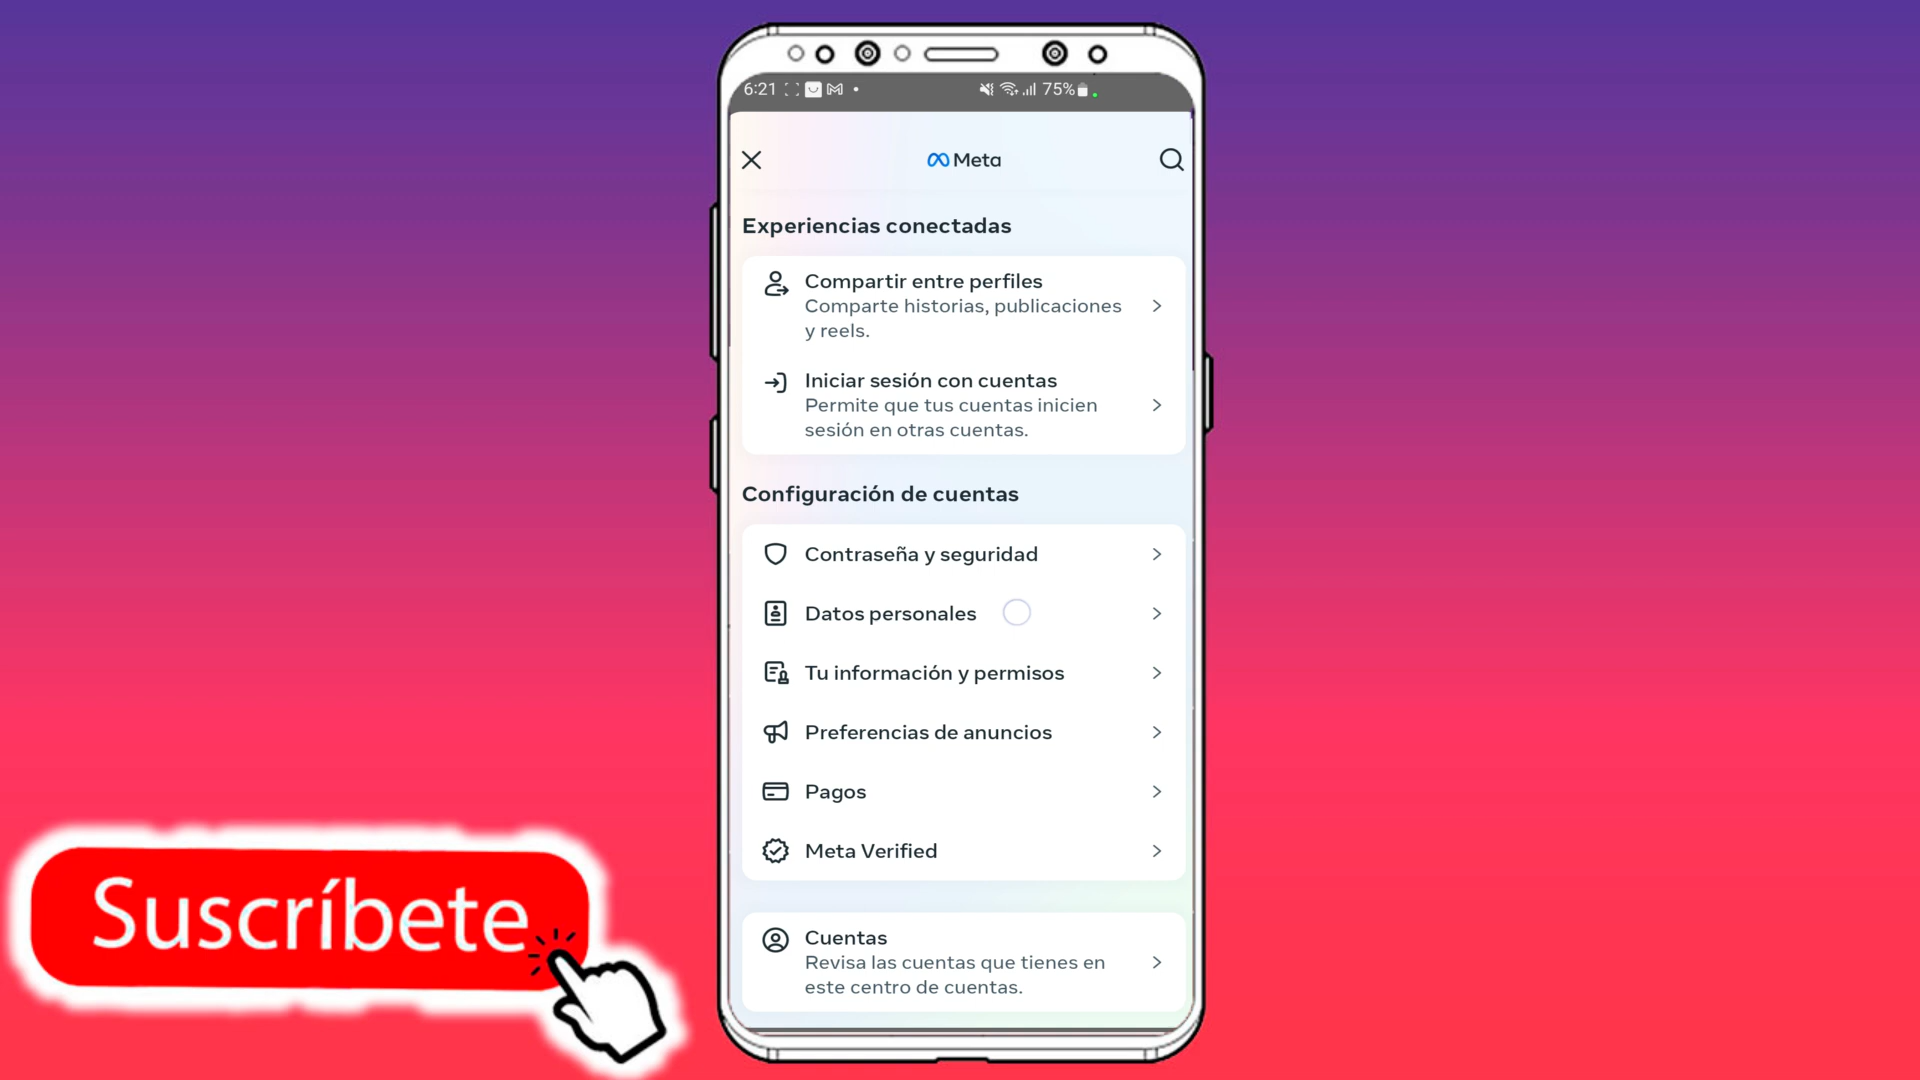 6:21
75%
Meta
Experiencias conectadas
Compartir entre perfiles
Comparte historias, publicaciones
y reels.
Iniciar sesión con cuentas
Permite que tus cuentas inicien
sesión en otras cuentas.
Configuración de cuentas
Contraseña y seguridad
Datos personales
Tu información y permisos
Preferencias de anuncios
Pagos
Meta Verified
Cuentas
Revisa las cuentas que tienes en
este centro de cuentas.
Suscríbete